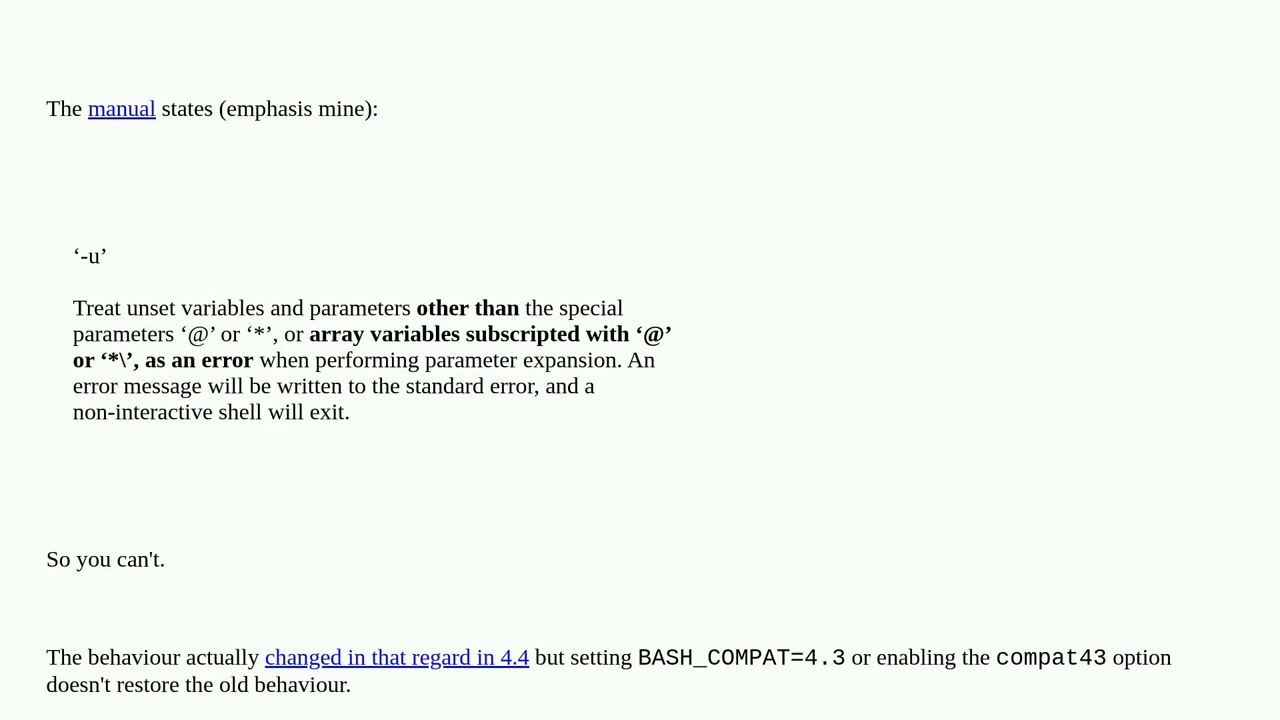 The manual states (emphasis mine):
‘-u’
Treat unset variables and parameters other than the special
parameters ‘@’ or ‘*’, or array variables subscripted with ‘@’
or ‘*\’, as an error when performing parameter expansion. An
error message will be written to the standard error, and a
non-interactive shell will exit.
So you can't.
The behaviour actually changed in that regard in 4.4 but setting BASH_COMPAT=4.3 or enabling the compat43 option
doesn't restore the old behaviour.